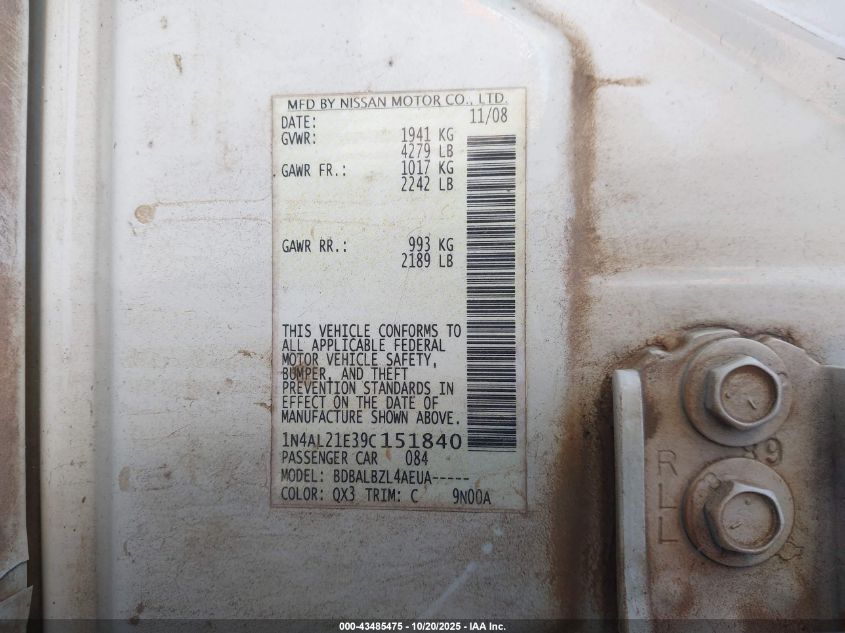 MFD BY NISSAN MOTOR CO., LTD.
DATE: 11/08
GVWR: 1941 KG
4279 LB
GAWR FR.: 1017 KG
2242 LB
GAWR RR.: 993 KG
2189 LB
THIS VEHICLE CONFORMS TO
ALL APPLICABLE FEDERAL
MOTOR VEHICLE SAFETY,
BUMPER, AND THEFT
PREVENTION STANDARDS IN
EFFECT ON THE DATE OF
MANUFACTURE SHOWN ABOVE.
1N4AL21E39C151840
PASSENGER CAR 084
MODEL: BDBALBZL4AEUA-----
COLOR: QX3 TRIM: C 9N00A
89
RLL
000-43485475 - 10/20/2025 - IAA Inc.